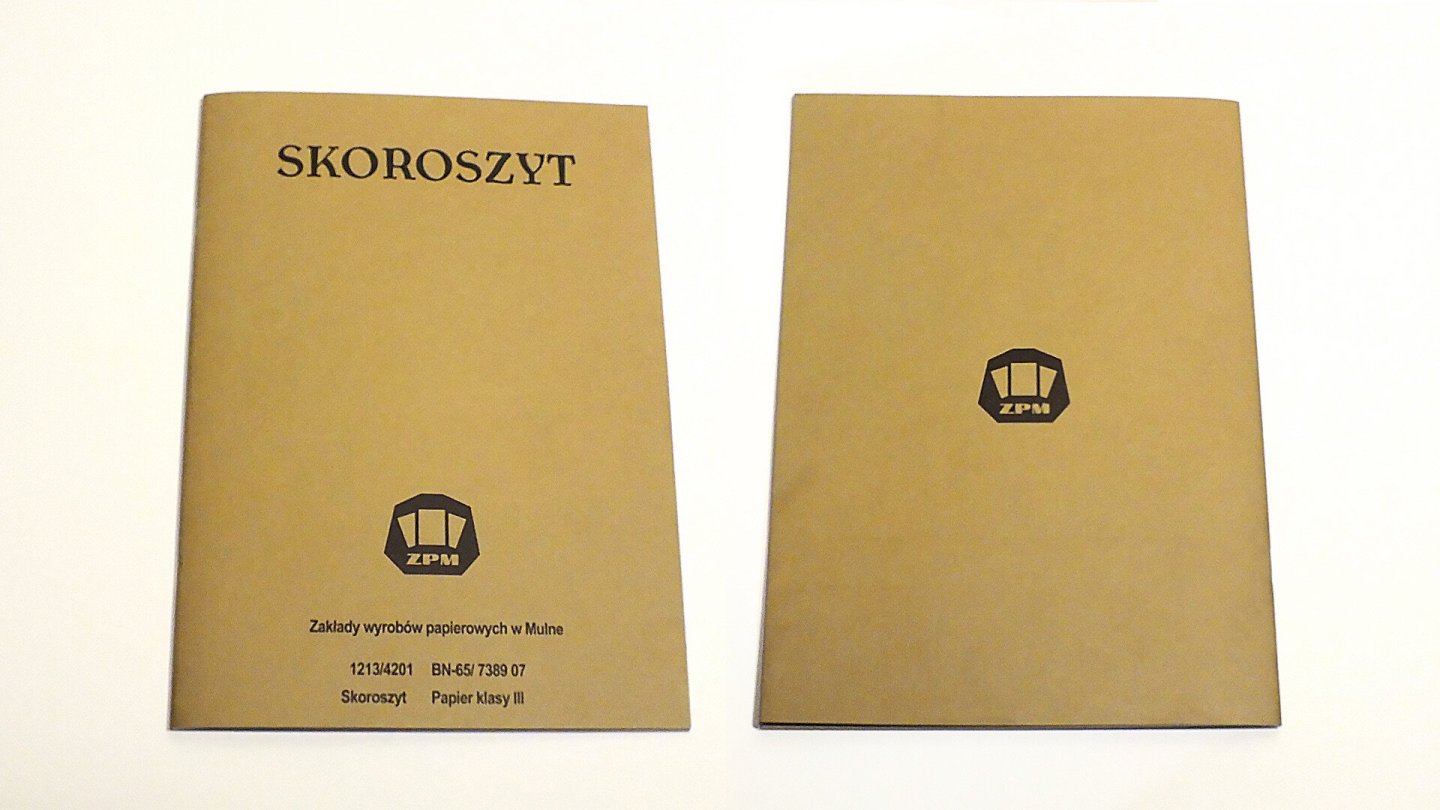 SKOROSZYT
ZPM
Zakłady wyrobów papierowych w Mulne
1213/4201 BN-65/ 7389 07
Skoroszyt Papier klasy III
ZPM